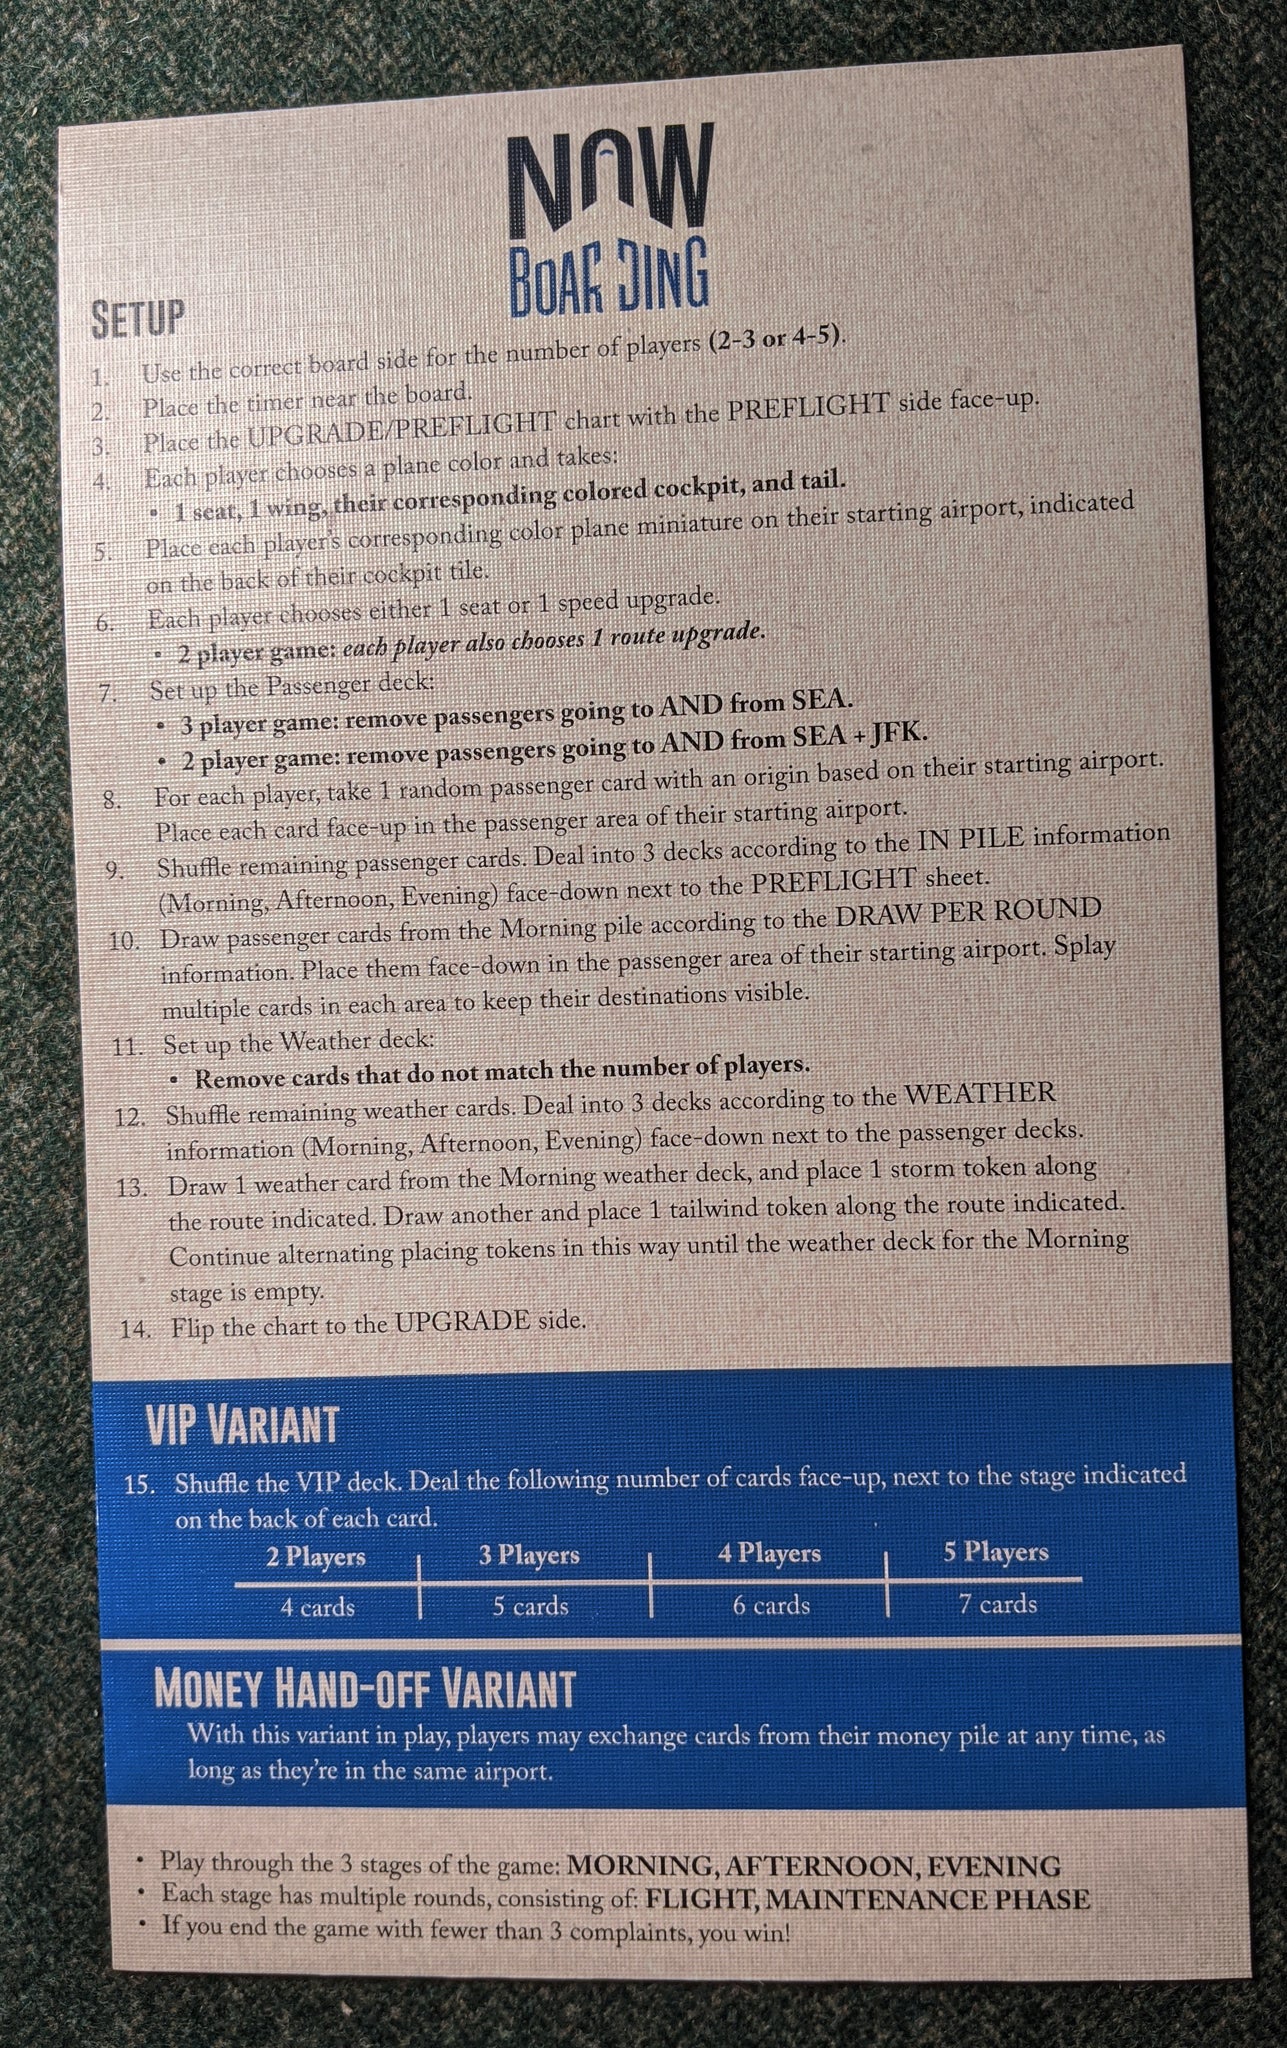 NOW
BOARDING
SETUP
1. Use the correct board side for the number of players (2-3 or 4-5).
2. Place the timer near the board.
3. Place the UPGRADE/PREFLIGHT chart with the PREFLIGHT side face-up.
4. Each player chooses a plane color and takes:
• 1 seat, 1 wing, their corresponding colored cockpit, and tail.
5. Place each player's corresponding color plane miniature on their starting airport, indicated
on the back of their cockpit tile.
6. Each player chooses either 1 seat or 1 speed upgrade.
• 2 player game: each player also chooses 1 route upgrade.
7. Set up the Passenger deck:
• 3 player game: remove passengers going to AND from SEA.
• 2 player game: remove passengers going to AND from SEA + JFK.
8. For each player, take 1 random passenger card with an origin based on their starting airport.
Place each card face-up in the passenger area of their starting airport.
9. Shuffle remaining passenger cards. Deal into 3 decks according to the IN PILE information
(Morning, Afternoon, Evening) face-down next to the PREFLIGHT sheet.
10. Draw passenger cards from the Morning pile according to the DRAW PER ROUND
information. Place them face-down in the passenger area of their starting airport. Splay
multiple cards in each area to keep their destinations visible.
11. Set up the Weather deck:
• Remove cards that do not match the number of players.
12. Shuffle remaining weather cards. Deal into 3 decks according to the WEATHER
information (Morning, Afternoon, Evening) face-down next to the passenger decks.
13. Draw 1 weather card from the Morning weather deck, and place 1 storm token along
the route indicated. Draw another and place 1 tailwind token along the route indicated.
Continue alternating placing tokens in this way until the weather deck for the Morning
stage is empty.
14. Flip the chart to the UPGRADE side.
VIP VARIANT
15. Shuffle the VIP deck. Deal the following number of cards face-up, next to the stage indicated
on the back of each card.
2 Players 3 Players 4 Players 5 Players
4 cards 5 cards 6 cards 7 cards
MONEY HAND-OFF VARIANT
With this variant in play, players may exchange cards from their money pile at any time, as
long as they're in the same airport.
• Play through the 3 stages of the game: MORNING, AFTERNOON, EVENING
• Each stage has multiple rounds, consisting of: FLIGHT, MAINTENANCE PHASE
• If you end the game with fewer than 3 complaints, you win!